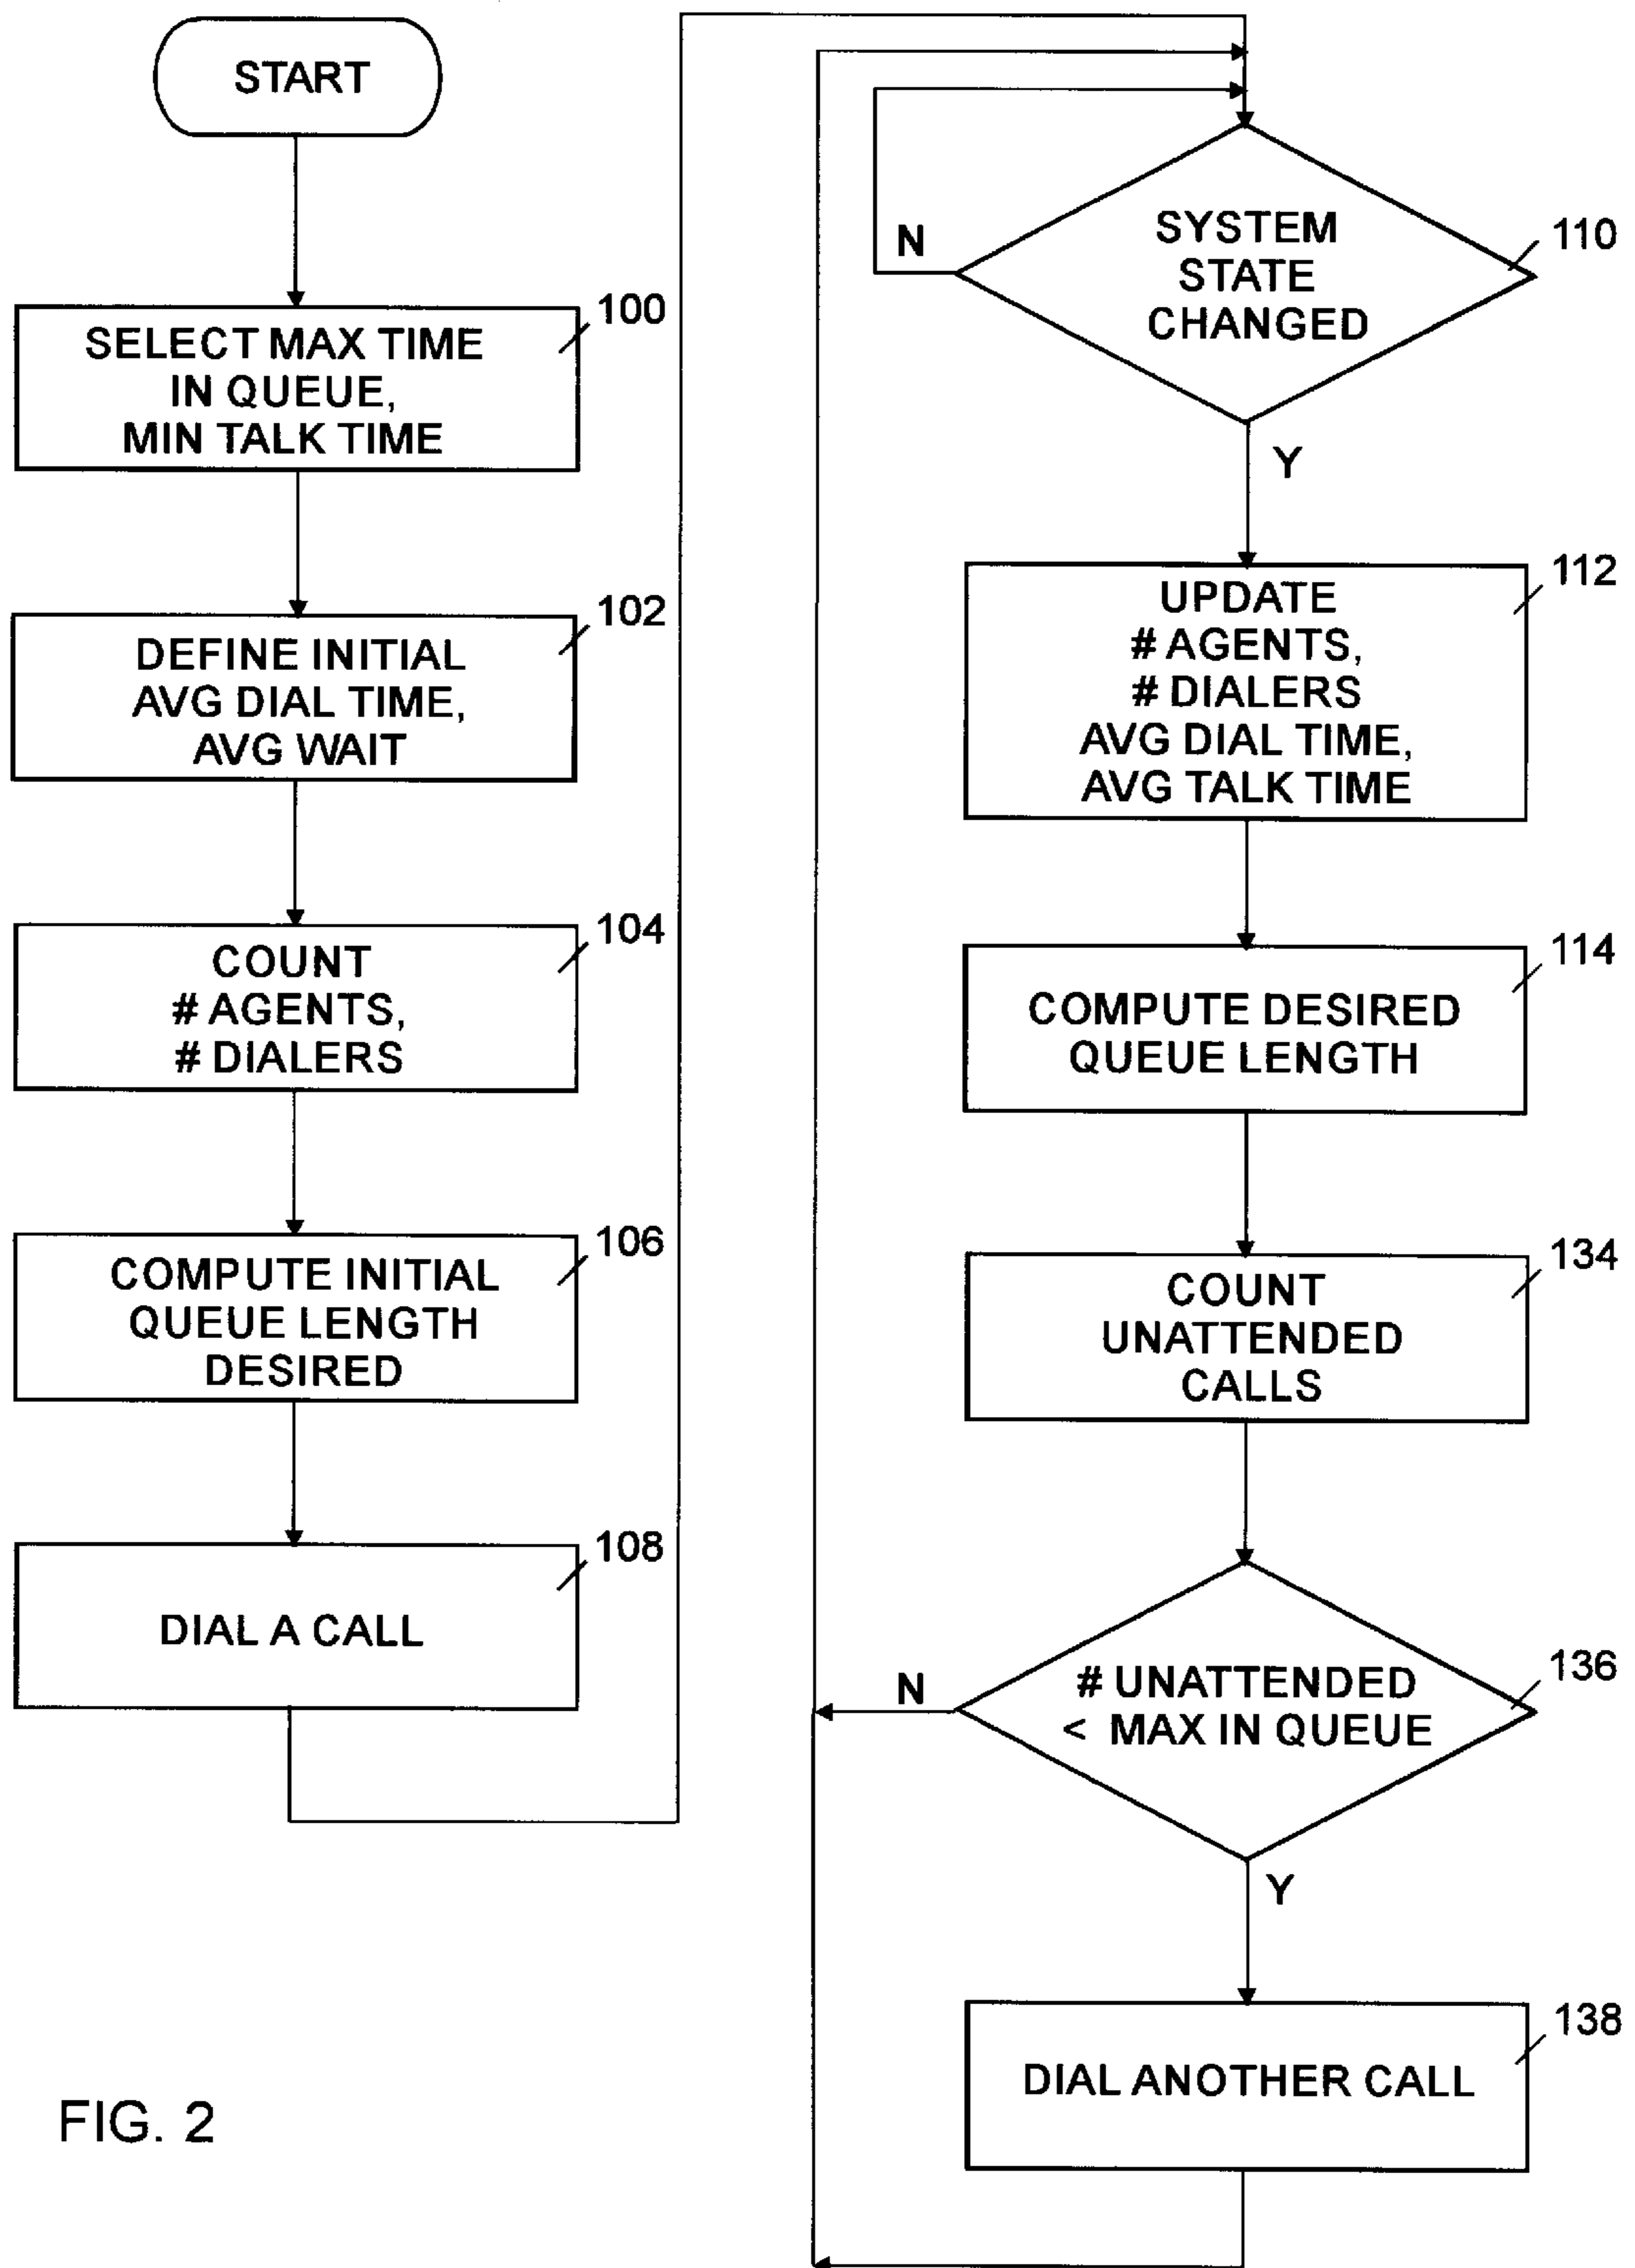 START
100
SELECT MAX TIME
IN QUEUE,
MIN TALK TIME
102
DEFINE INITIAL
AVG DIAL TIME,
AVG WAIT
104
COUNT
# AGENTS,
# DIALERS
106
COMPUTE INITIAL
QUEUE LENGTH
DESIRED
108
DIAL A CALL
110
SYSTEM
STATE
CHANGED
N
Y
112
UPDATE
# AGENTS,
# DIALERS
AVG DIAL TIME,
AVG TALK TIME
114
COMPUTE DESIRED
QUEUE LENGTH
134
COUNT
UNATTENDED
CALLS
136
# UNATTENDED
< MAX IN QUEUE
N
Y
138
DIAL ANOTHER CALL
FIG. 2